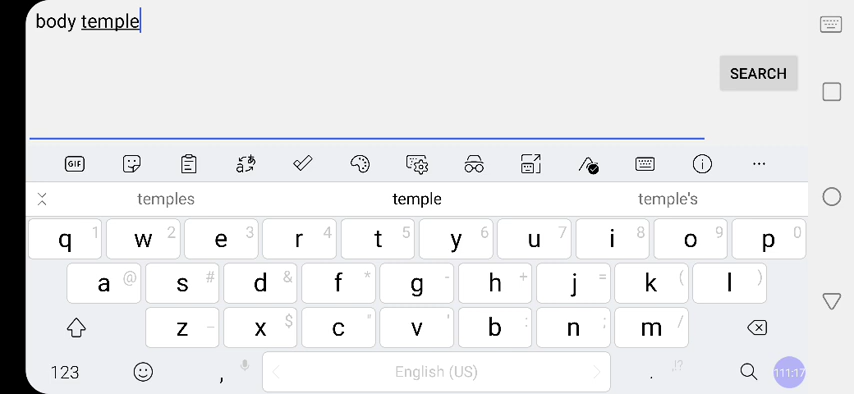 body temple
SEARCH
GIF
temples temple temple's
q 1 w 2 e 3 r 4 t 5 y 6 u 7 i 8 o 9 p 0
a @ s # d & f * g - h + j = k ( l )
z _ x $ c " v ' b : n ; m /
123 , English (US) . .!? 111:17